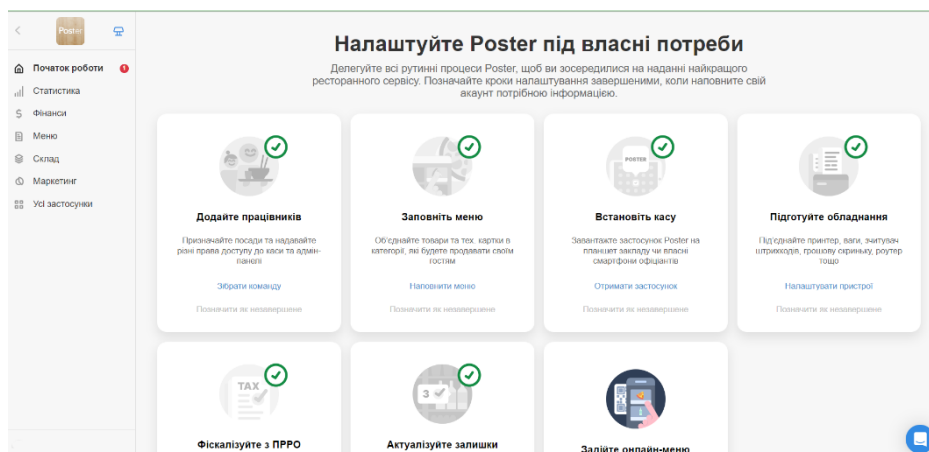 Poster
Початок роботи 1
Статистика
Фінанси
Меню
Склад
Маркетинг
Усі застосунки
Налаштуйте Poster під власні потреби
Делегуйте всі рутинні процеси Poster, щоб ви зосередилися на наданні найкращого
ресторанного сервісу. Позначайте кроки налаштування завершеними, коли наповните свій
акаунт потрібною інформацією.
Додайте працівників
Призначайте посади та надавайте
різні права доступу до каси та адмін-
панелі
Зібрати команду
Позначити як незавершене
Заповніть меню
Об'єднайте товари та тех. картки в
категорії, які будете продавати своїм
гостям
Наповнити меню
Позначити як незавершене
POSTER
Встановіть касу
Завантажте застосунок Poster на
планшет закладу чи власні
смартфони офіціантів
Отримати застосунок
Позначити як незавершене
Підготуйте обладнання
Під'єднайте принтер, ваги, зчитувач
штрихкодів, грошову скриньку, роутер
тощо
Налаштувати пристрої
Позначити як незавершене
TAX
Фіскалізуйте з ПРРО
3
Актуалізуйте залишки
Задійте онлайн-меню